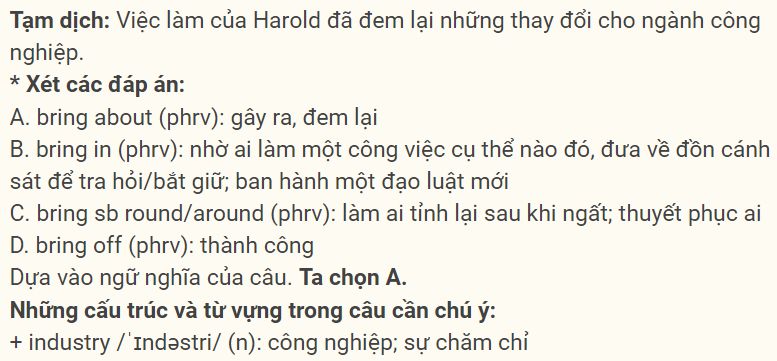 Tạm dịch: Việc làm của Harold đã đem lại những thay đổi cho ngành công
nghiệp.
* Xét các đáp án:
A. bring about (phrv): gây ra, đem lại
B. bring in (phrv): nhờ ai làm một công việc cụ thể nào đó, đưa về đồn cánh
sát để tra hỏi/bắt giữ; ban hành một đạo luật mới
C. bring sb round/around (phrv): làm ai tỉnh lại sau khi ngất; thuyết phục ai
D. bring off (phrv): thành công
Dựa vào ngữ nghĩa của câu. Ta chọn A.
Những cấu trúc và từ vựng trong câu cần chú ý:
+ industry /ˈɪndəstri/ (n): công nghiệp; sự chăm chỉ